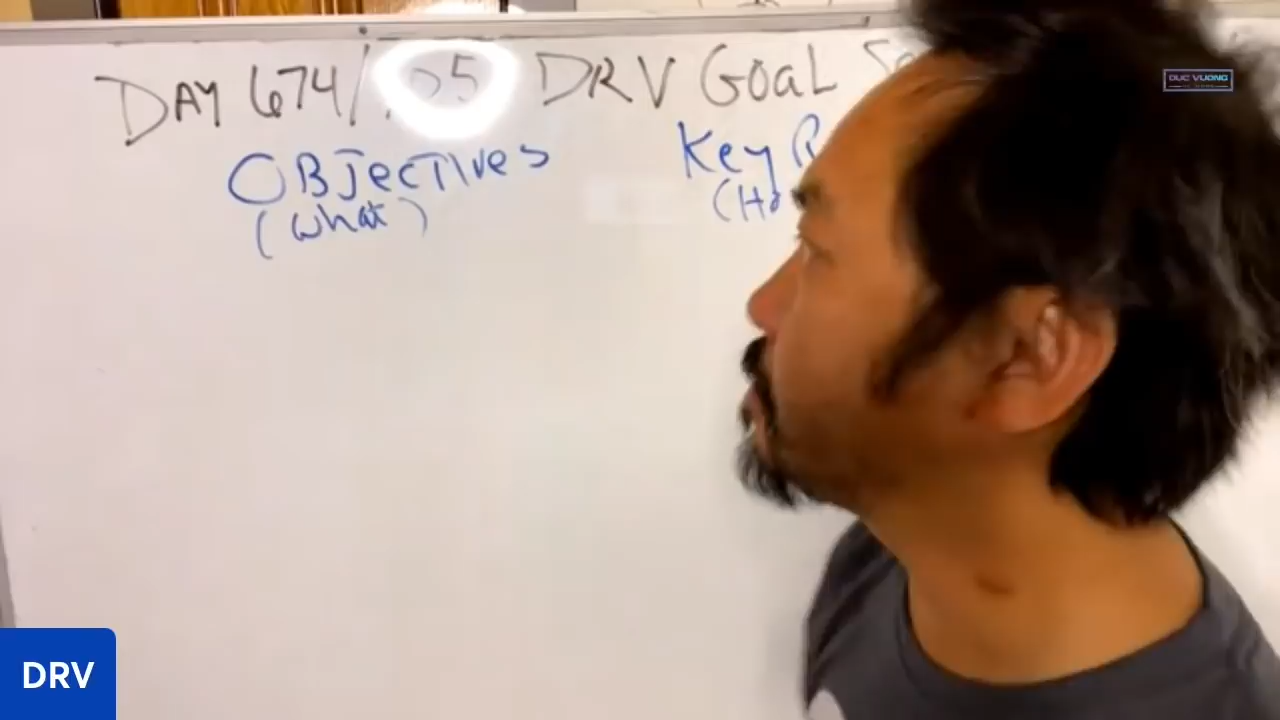 DAY 674/ DRV GOAL
OBJECTIVES
(What)
Key
DUC VUONG
DRV